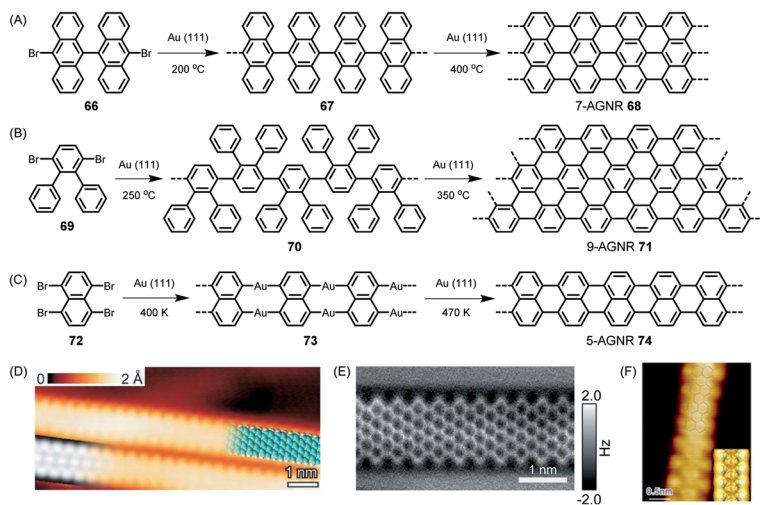 (A)
Br
Br
Au (111)
200 °C
Au (111)
400 °C
66
67
7-AGNR 68
(B)
Br
Br
Au (111)
250 °C
Au (111)
350 °C
69
70
9-AGNR 71
(C)
Br
Br
Br
Br
Au (111)
400 K
Au
Au
Au
Au
Au
Au
Au (111)
470 K
72
73
5-AGNR 74
(D)
0
2 Å
1 nm
(E)
1 nm
2.0
Hz
-2.0
(F)
0.5nm